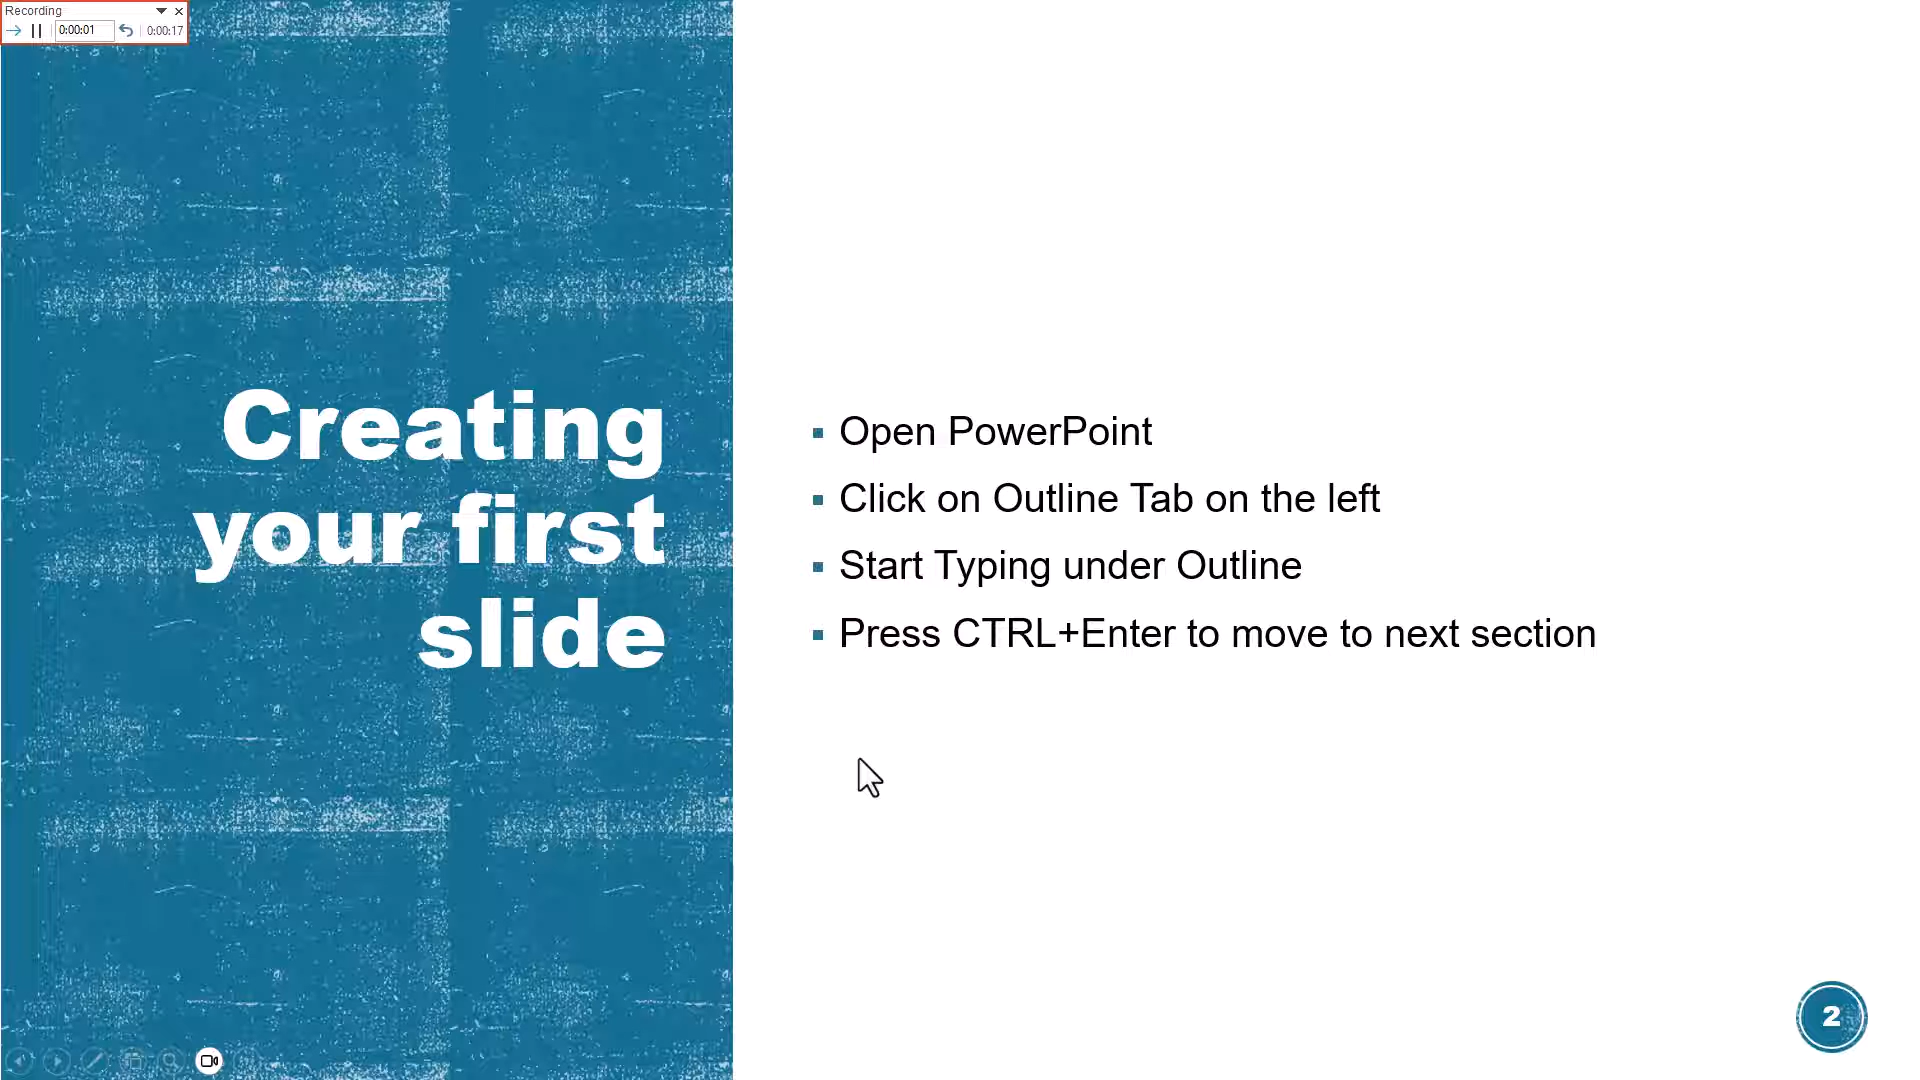 Recording
0:00:01
0:00:17
Creating
your first
slide
Open PowerPoint
Click on Outline Tab on the left
Start Typing under Outline
Press CTRL+Enter to move to next section
2